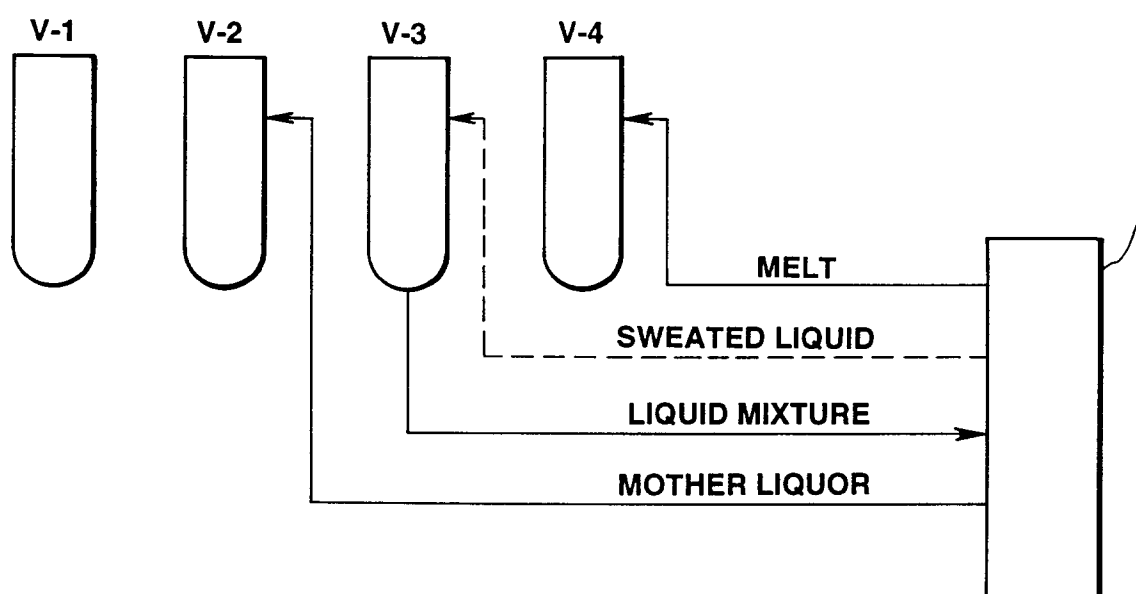 V-1 V-2 V-3 V-4
MELT
SWEATED LIQUID
LIQUID MIXTURE
MOTHER LIQUOR